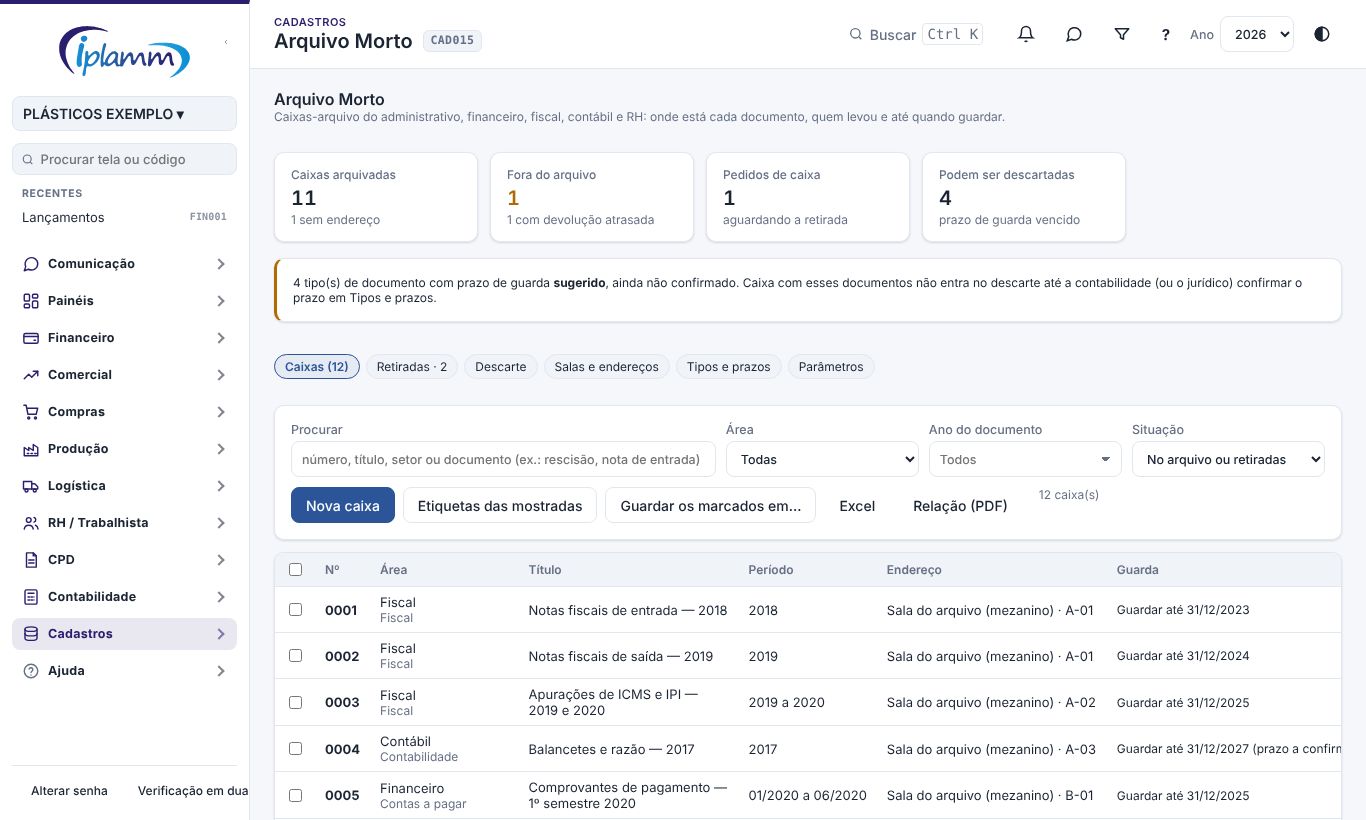 iplamm
PLÁSTICOS EXEMPLO ▾
Procurar tela ou código
RECENTES
Lançamentos FIN001
Comunicação
Painéis
Financeiro
Comercial
Compras
Produção
Logística
RH / Trabalhista
CPD
Contabilidade
Cadastros
Ajuda
Alterar senha Verificação em dua
CADASTROS
Arquivo Morto CAD015
Buscar Ctrl K ? Ano 2026
Arquivo Morto
Caixas-arquivo do administrativo, financeiro, fiscal, contábil e RH: onde está cada documento, quem levou e até quando guardar.
Caixas arquivadas
11
1 sem endereço
Fora do arquivo
1
1 com devolução atrasada
Pedidos de caixa
1
aguardando a retirada
Podem ser descartadas
4
prazo de guarda vencido
4 tipo(s) de documento com prazo de guarda sugerido, ainda não confirmado. Caixa com esses documentos não entra no descarte até a contabilidade (ou o jurídico) confirmar o
prazo em Tipos e prazos.
Caixas (12) Retiradas · 2 Descarte Salas e endereços Tipos e prazos Parâmetros
Procurar Área Ano do documento Situação
número, título, setor ou documento (ex.: rescisão, nota de entrada) Todas Todos No arquivo ou retiradas
Nova caixa Etiquetas das mostradas Guardar os marcados em... Excel Relação (PDF) 12 caixa(s)
Nº Área Título Período Endereço Guarda
0001 Fiscal Fiscal Notas fiscais de entrada — 2018 2018 Sala do arquivo (mezanino) · A-01 Guardar até 31/12/2023
0002 Fiscal Fiscal Notas fiscais de saída — 2019 2019 Sala do arquivo (mezanino) · A-01 Guardar até 31/12/2024
0003 Fiscal Fiscal Apurações de ICMS e IPI — 2019 e 2020 2019 a 2020 Sala do arquivo (mezanino) · A-02 Guardar até 31/12/2025
0004 Contábil Contabilidade Balancetes e razão — 2017 2017 Sala do arquivo (mezanino) · A-03 Guardar até 31/12/2027 (prazo a confirm
0005 Financeiro Contas a pagar Comprovantes de pagamento — 1º semestre 2020 01/2020 a 06/2020 Sala do arquivo (mezanino) · B-01 Guardar até 31/12/2025